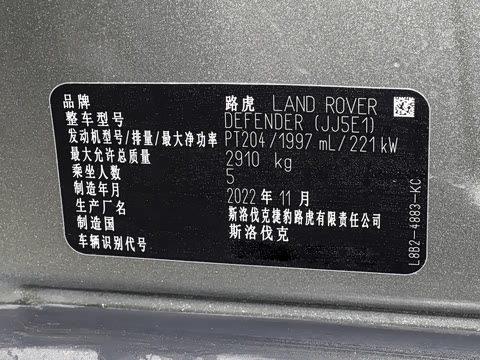 品牌 路虎 LAND ROVER
整车型号 DEFENDER (JJ5E1)
发动机型号/排量/最大净功率 PT204/1997 mL/221 kW
最大允许总质量 2910 kg
乘坐人数 5
制造年月 2022 年 11 月
生产厂名 斯洛伐克捷豹路虎有限责任公司
制造国 斯洛伐克
车辆识别代号
L8B2-4883-KC